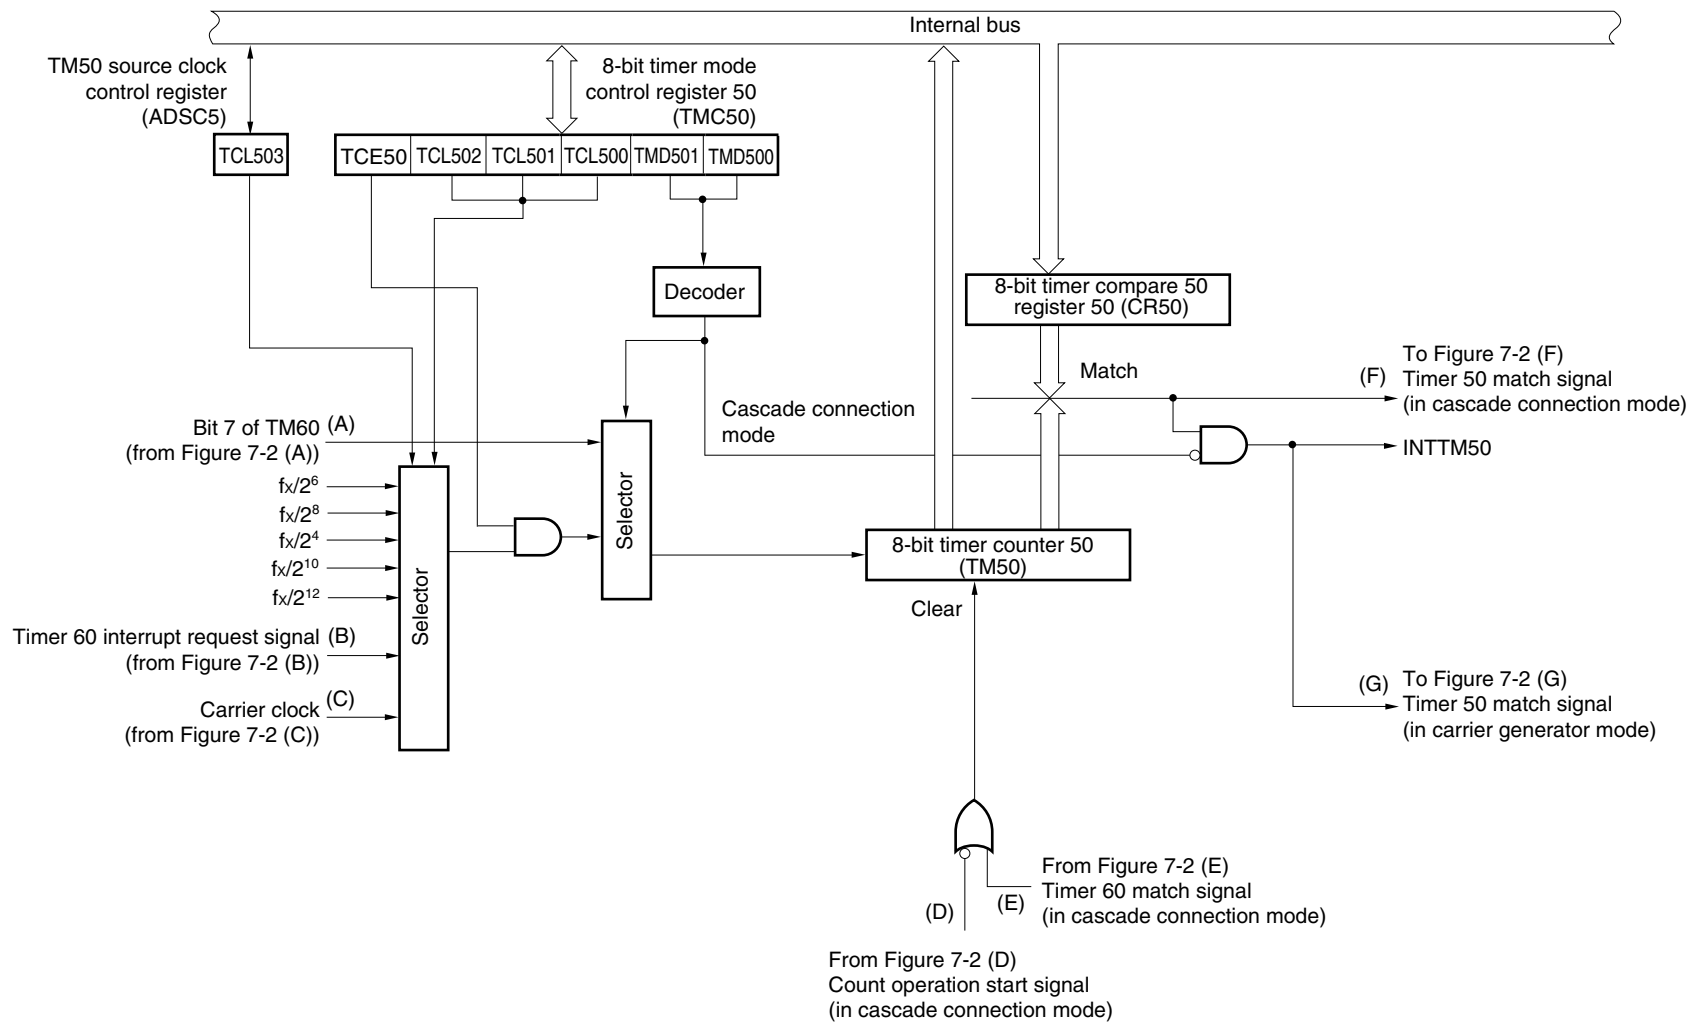 Internal bus
TM50 source clock
control register
(ADSC5)
8-bit timer mode
control register 50
(TMC50)
TCL503
TCE50 TCL502 TCL501 TCL500 TMD501 TMD500
Decoder
8-bit timer compare 50
register 50 (CR50)
Match
(F)
To Figure 7-2 (F)
Timer 50 match signal
(in cascade connection mode)
Cascade connection
mode
Bit 7 of TM60 (A)
(from Figure 7-2 (A))
INTTM50
fx/2⁶
fx/2⁸
fx/2⁴
fx/2¹⁰
fx/2¹²
Selector
Selector
8-bit timer counter 50
(TM50)
Clear
Timer 60 interrupt request signal (B)
(from Figure 7-2 (B))
Carrier clock (C)
(from Figure 7-2 (C))
(G)
To Figure 7-2 (G)
Timer 50 match signal
(in carrier generator mode)
From Figure 7-2 (E)
Timer 60 match signal
(in cascade connection mode)
(E)
(D)
From Figure 7-2 (D)
Count operation start signal
(in cascade connection mode)